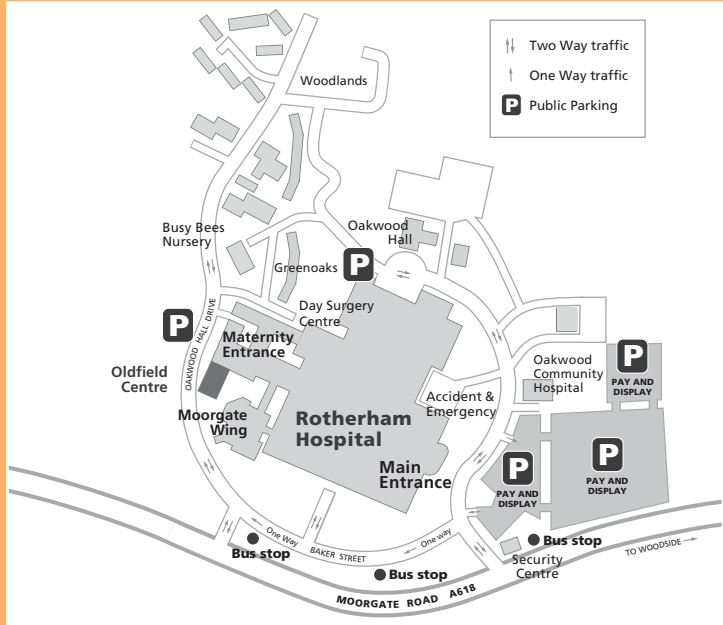 Two Way traffic
One Way traffic
P Public Parking
Woodlands
Busy Bees
Nursery
Oakwood
Hall
Greenoaks
P
Day Surgery
Centre
P
OAKWOOD HALL DRIVE
Maternity
Entrance
Oldfield
Centre
Moorgate
Wing
Rotherham
Hospital
Accident &
Emergency
Main
Entrance
Oakwood
Community
Hospital
P
PAY AND
DISPLAY
P
PAY AND
DISPLAY
P
PAY AND
DISPLAY
One Way
Bus stop
BAKER STREET
One way
Bus stop
Bus stop
Security
Centre
TO WOODSIDE
MOORGATE ROAD A618